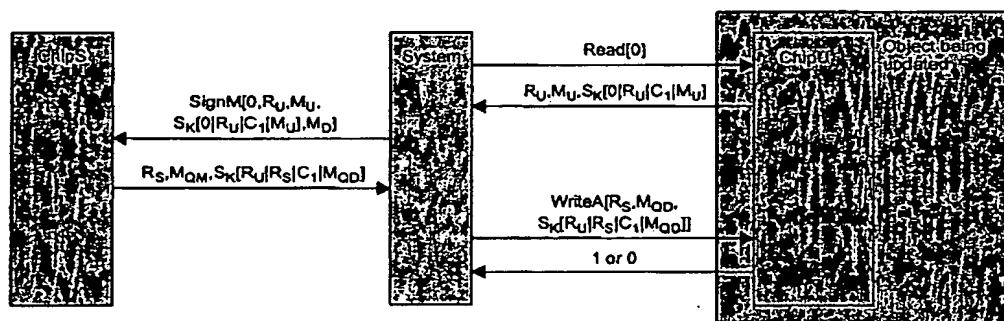 ChipS
System
ChipU
Object being
updated
Read[0]
R_U,M_U,S_K[0|R_U|C_1|M_U]
SignM[0,R_U,M_U,
S_K[0|R_U|C_1|M_U],M_D]
R_S,M_QM,S_K[R_U|R_S|C_1|M_QD]
WriteA[R_S,M_QD,
S_K[R_U|R_S|C_1|M_QD]]
1 or 0